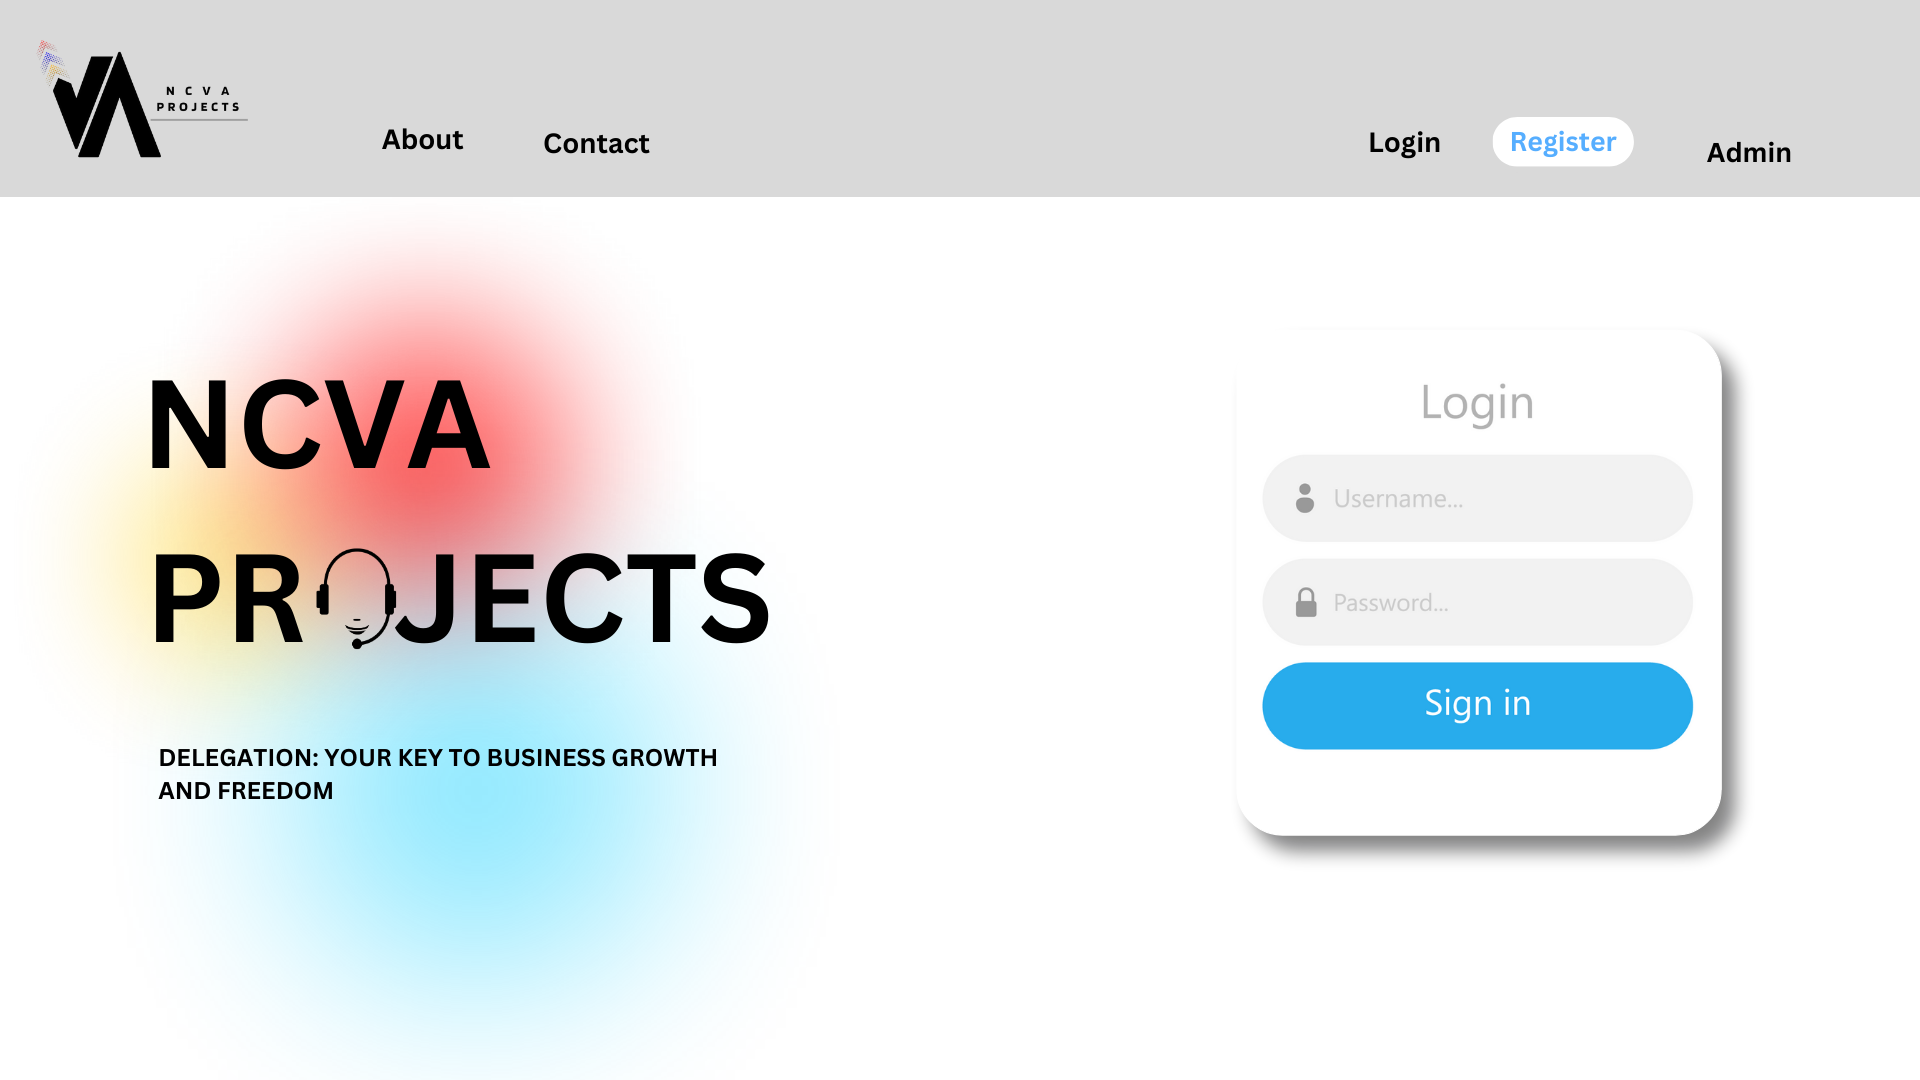 NCVA
PROJECTS
About
Contact
Login
Register
Admin
NCVA
PROJECTS
DELEGATION: YOUR KEY TO BUSINESS GROWTH
AND FREEDOM
Login
Username...
Password...
Sign in